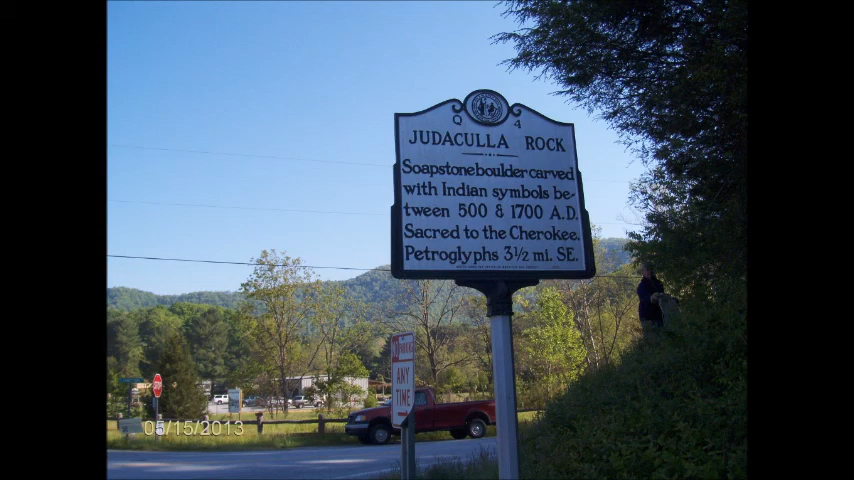 Q 4
JUDACULLA ROCK
Soapstone boulder carved
with Indian symbols be-
tween 500 & 1700 A.D.
Sacred to the Cherokee.
Petroglyphs 3½ mi. SE.
ANY
TIME
STOP
05/15/2013